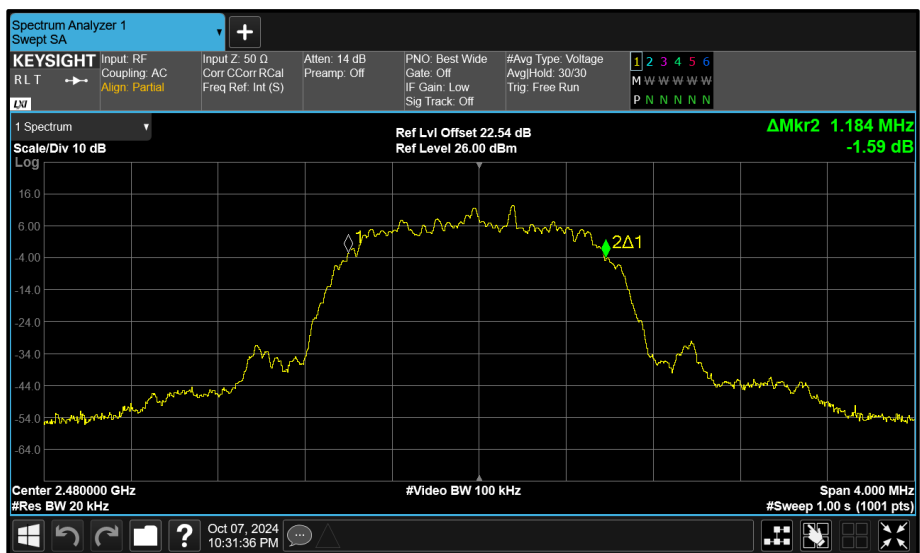 Spectrum Analyzer 1
Swept SA
+
KEYSIGHT
R L T
LXI
Input: RF
Coupling: AC
Align: Partial
Input Z: 50 Ω
Corr CCorr RCal
Freq Ref: Int (S)
Atten: 14 dB
Preamp: Off
PNO: Best Wide
Gate: Off
IF Gain: Low
Sig Track: Off
#Avg Type: Voltage
Avg|Hold: 30/30
Trig: Free Run
1 2 3 4 5 6
M W W W W W
P N N N N N
1 Spectrum
Scale/Div 10 dB
Log
Ref Lvl Offset 22.54 dB
Ref Level 26.00 dBm
ΔMkr2 1.184 MHz
-1.59 dB
16.0
6.00
-4.00
-14.0
-24.0
-34.0
-44.0
-54.0
-64.0
1
2Δ1
Center 2.480000 GHz
#Res BW 20 kHz
#Video BW 100 kHz
Span 4.000 MHz
#Sweep 1.00 s (1001 pts)
?
Oct 07, 2024
10:31:36 PM